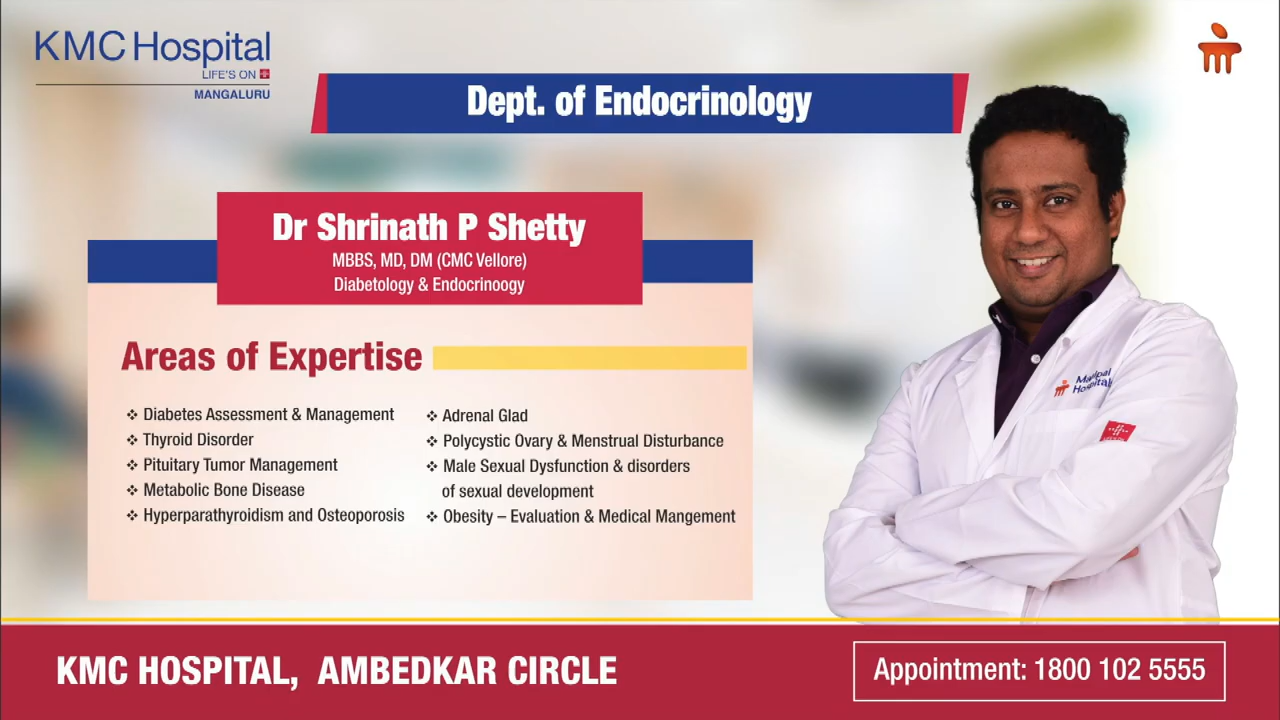 KMC Hospital
LIFE'S ON
MANGALURU
Dept. of Endocrinology
Dr Shrinath P Shetty
MBBS, MD, DM (CMC Vellore)
Diabetology & Endocrinoogy
Areas of Expertise
❖ Diabetes Assessment & Management
❖ Thyroid Disorder
❖ Pituitary Tumor Management
❖ Metabolic Bone Disease
❖ Hyperparathyroidism and Osteoporosis
❖ Adrenal Glad
❖ Polycystic Ovary & Menstrual Disturbance
❖ Male Sexual Dysfunction & disorders
of sexual development
❖ Obesity – Evaluation & Medical Mangement
Manipal
Hospitals
LIFE'S ON
KMC HOSPITAL, AMBEDKAR CIRCLE
Appointment: 1800 102 5555